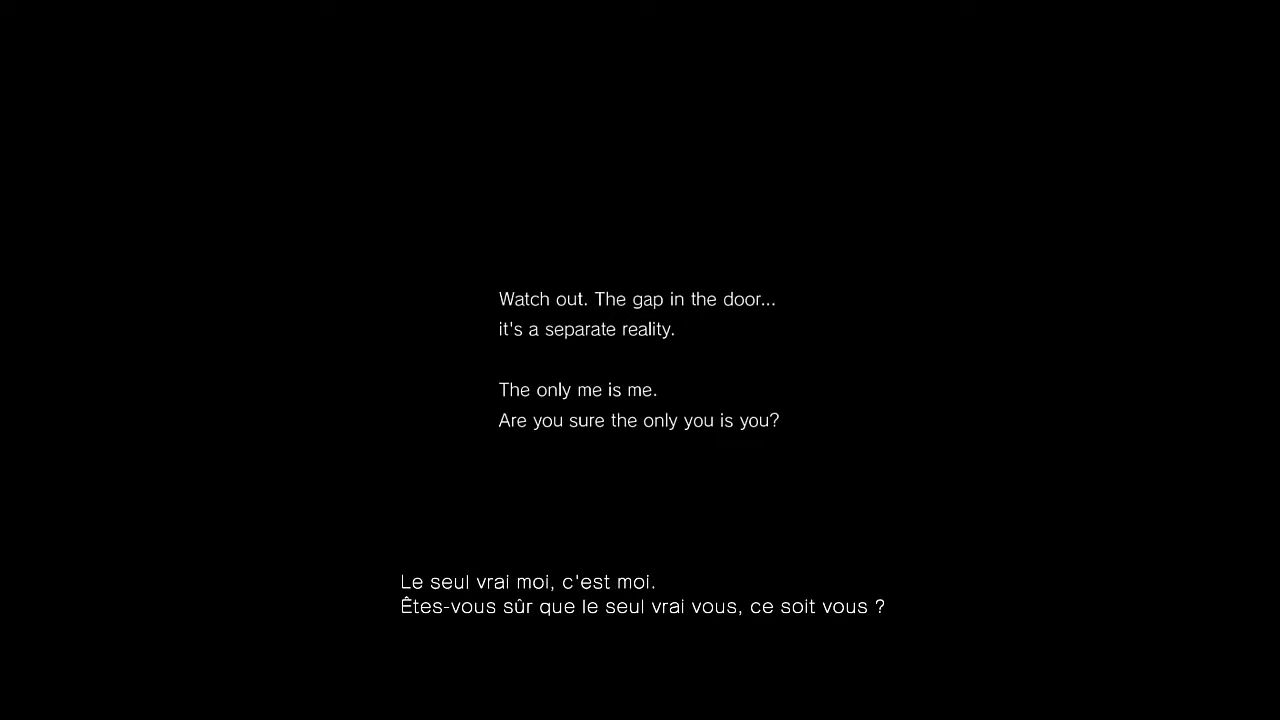 Watch out. The gap in the door...
it's a separate reality.
The only me is me.
Are you sure the only you is you?
Le seul vrai moi, c'est moi.
Êtes-vous sûr que le seul vrai vous, ce soit vous ?